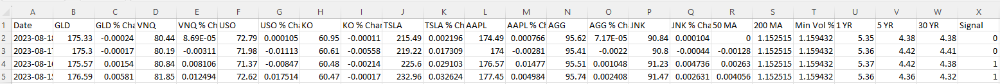 A B C D E F G H I J K L M N O P Q R S T U V W X
1 Date GLD GLD % Cha VNQ VNQ % Ch USO USO % Cha KO KO % Char TSLA TSLA % Ch AAPL AAPL % Ch AGG AGG % Ch JNK JNK % Cha 50 MA 200 MA Min Vol % 1 YR 5 YR 30 YR Signal
2 2023-08-18 175.33 -0.00024 80.44 8.69E-05 72.79 0.000105 60.95 -0.00011 215.49 0.002196 174.49 0.000766 95.62 7.17E-05 90.84 0.000104 0 1.152515 1.159432 5.35 4.38 4.38 0
3 2023-08-17 175.3 -0.00017 80.19 -0.00311 71.98 -0.01113 60.61 -0.00558 219.22 0.017309 174 -0.00281 95.41 -0.0022 90.8 -0.00044 -0.00128 1.152515 1.159432 5.36 4.42 4.41 0
4 2023-08-16 175.57 0.00154 80.84 0.008106 71.37 -0.00847 60.48 -0.00214 225.6 0.029103 176.57 0.01477 95.51 0.001048 91.23 0.004736 0.00263 1.152515 1.159432 5.37 4.42 4.38 1
5 2023-08-15 176.59 0.00581 81.85 0.012494 72.62 0.017514 60.47 -0.00017 232.96 0.032624 177.45 0.004984 95.74 0.002408 91.47 0.002631 0.004056 1.152515 1.159432 5.36 4.36 4.32 1